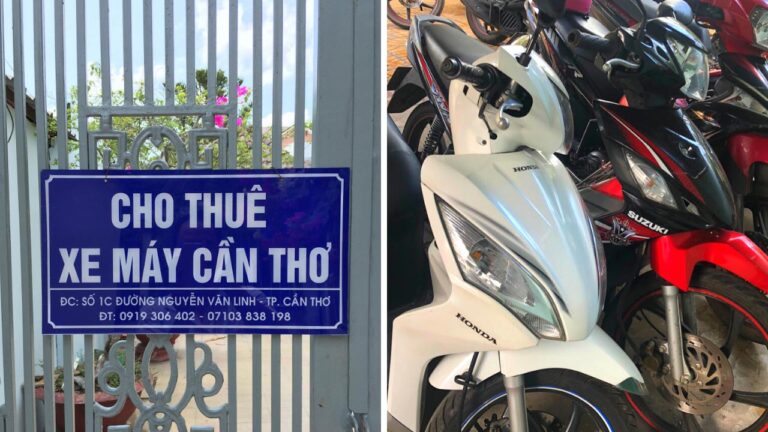 CHO THUÊ
XE MÁY CẦN THƠ
ĐC: SỐ 1C ĐƯỜNG NGUYỄN VĂN LINH - TP. CẦN THƠ
ĐT: 0919 306 402 - 07103 838 198
HONDA
HONDA
SUZUKI